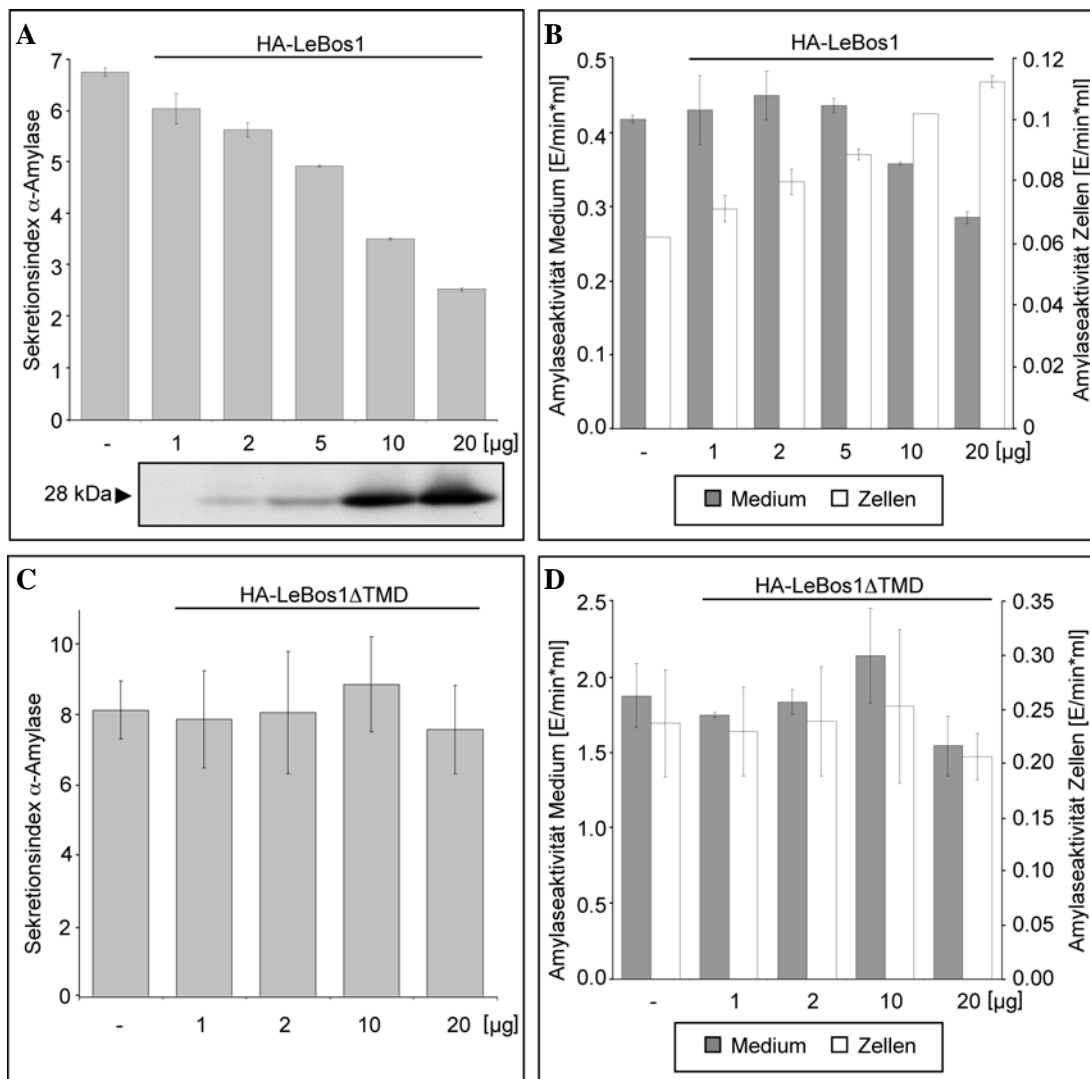 A
HA-LeBos1
Sekretionsindex α-Amylase
7
6
5
4
3
2
1
0
- 1 2 5 10 20 [µg]
28 kDa
B
HA-LeBos1
Amylaseaktivität Medium [E/min*ml]
0.5
0.4
0.3
0.2
0.1
0.0
Amylaseaktivität Zellen [E/min*ml]
0.12
0.1
0.08
0.06
0.04
0.02
0
- 1 2 5 10 20 [µg]
Medium Zellen
C
HA-LeBos1ΔTMD
Sekretionsindex α-Amylase
10
8
6
4
2
0
- 1 2 10 20 [µg]
D
HA-LeBos1ΔTMD
Amylaseaktivität Medium [E/min*ml]
2.5
2.0
1.5
1.0
0.5
0.0
Amylaseaktivität Zellen [E/min*ml]
0.35
0.30
0.25
0.20
0.15
0.10
0.05
0.00
- 1 2 10 20 [µg]
Medium Zellen